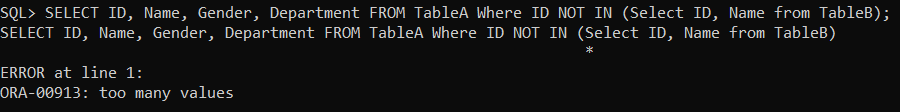 SQL> SELECT ID, Name, Gender, Department FROM TableA Where ID NOT IN (Select ID, Name from TableB);
SELECT ID, Name, Gender, Department FROM TableA Where ID NOT IN (Select ID, Name from TableB)
*
ERROR at line 1:
ORA-00913: too many values